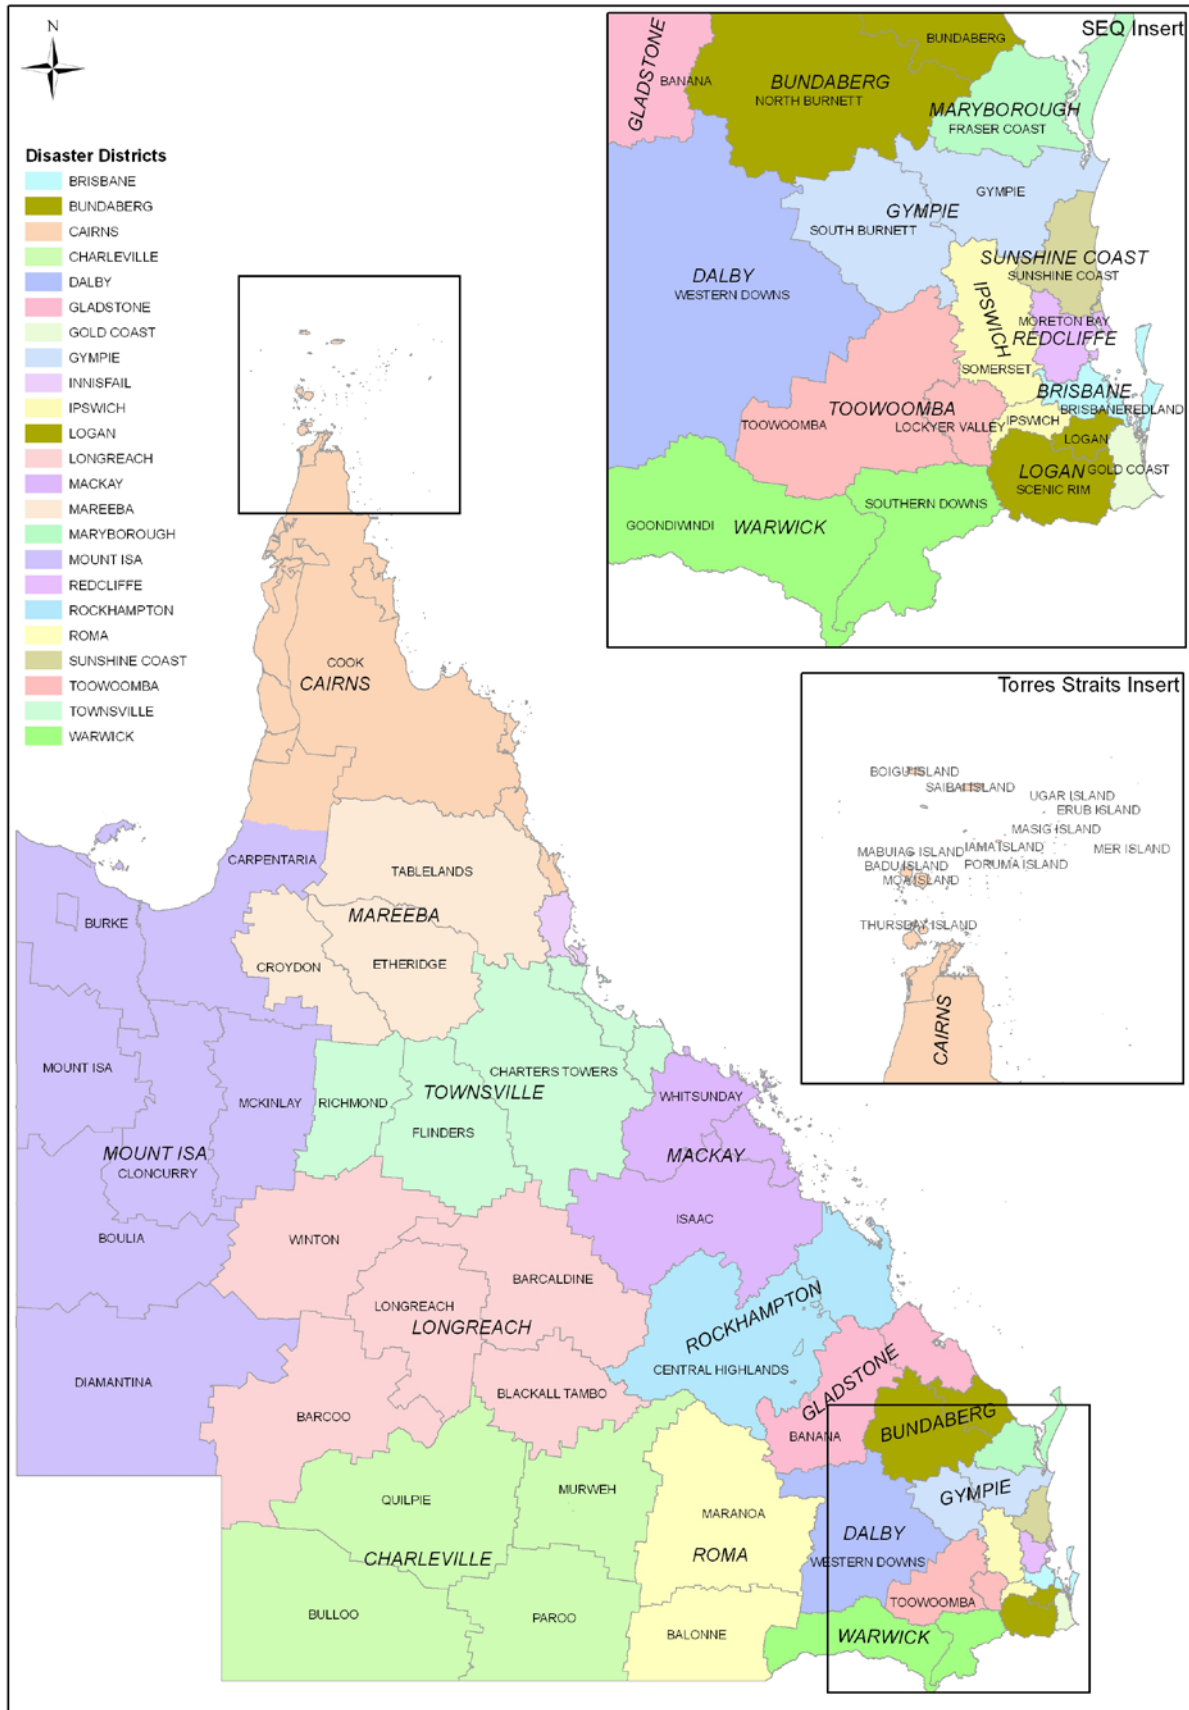 N
Disaster Districts
BRISBANE
BUNDABERG
CAIRNS
CHARLEVILLE
DALBY
GLADSTONE
GOLD COAST
GYMPIE
INNISFAIL
IPSWICH
LOGAN
LONGREACH
MACKAY
MAREEBA
MARYBOROUGH
MOUNT ISA
REDCLIFFE
ROCKHAMPTON
ROMA
SUNSHINE COAST
TOOWOOMBA
TOWNSVILLE
WARWICK
SEQ Insert
BUNDABERG
GLADSTONE
BANANA
BUNDABERG
NORTH BURNETT
MARYBOROUGH
FRASER COAST
GYMPIE
GYMPIE
SOUTH BURNETT
SUNSHINE COAST
SUNSHINE COAST
DALBY
WESTERN DOWNS
IPSWICH
MORETON BAY
REDCLIFFE
SOMERSET
BRISBANE
BRISBANE
REDLAND
TOOWOOMBA
TOOWOOMBA
LOCKYER VALLEY
IPSWICH
LOGAN
LOGAN
GOLD COAST
SCENIC RIM
SOUTHERN DOWNS
GOONDIWINDI
WARWICK
Torres Straits Insert
BOIGU ISLAND
SAIBAI ISLAND
UGAR ISLAND
ERUB ISLAND
MASIG ISLAND
MABUIAG ISLAND
IAMA ISLAND
MER ISLAND
BADU ISLAND
PORUMA ISLAND
MOA ISLAND
THURSDAY ISLAND
CAIRNS
COOK
CAIRNS
CARPENTARIA
TABLELANDS
MAREEBA
BURKE
CROYDON
ETHERIDGE
MOUNT ISA
MCKINLAY
RICHMOND
CHARTERS TOWERS
TOWNSVILLE
FLINDERS
WHITSUNDAY
MACKAY
MOUNT ISA
CLONCURRY
ISAAC
BOULIA
WINTON
BARCALDINE
LONGREACH
LONGREACH
ROCKHAMPTON
CENTRAL HIGHLANDS
DIAMANTINA
BLACKALL TAMBO
GLADSTONE
BARCOO
BANANA
BUNDABERG
QUILPIE
MURWEH
GYMPIE
MARANOA
DALBY
WESTERN DOWNS
CHARLEVILLE
ROMA
BULLOO
PAROO
TOOWOOMBA
BALONNE
WARWICK